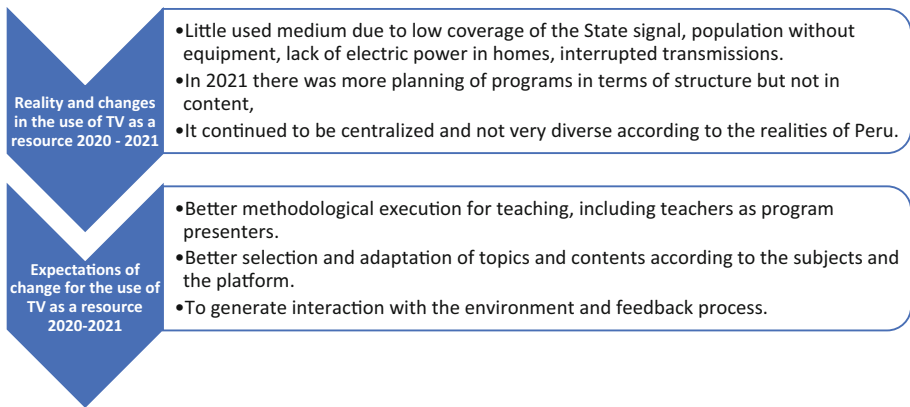 Reality and changes
in the use of TV as a
resource 2020 - 2021
•Little used medium due to low coverage of the State signal, population without
equipment, lack of electric power in homes, interrupted transmissions.
•In 2021 there was more planning of programs in terms of structure but not in
content,
•It continued to be centralized and not very diverse according to the realities of Peru.
Expectations of
change for the use of
TV as a resource
2020-2021
•Better methodological execution for teaching, including teachers as program
presenters.
•Better selection and adaptation of topics and contents according to the subjects and
the platform.
•To generate interaction with the environment and feedback process.